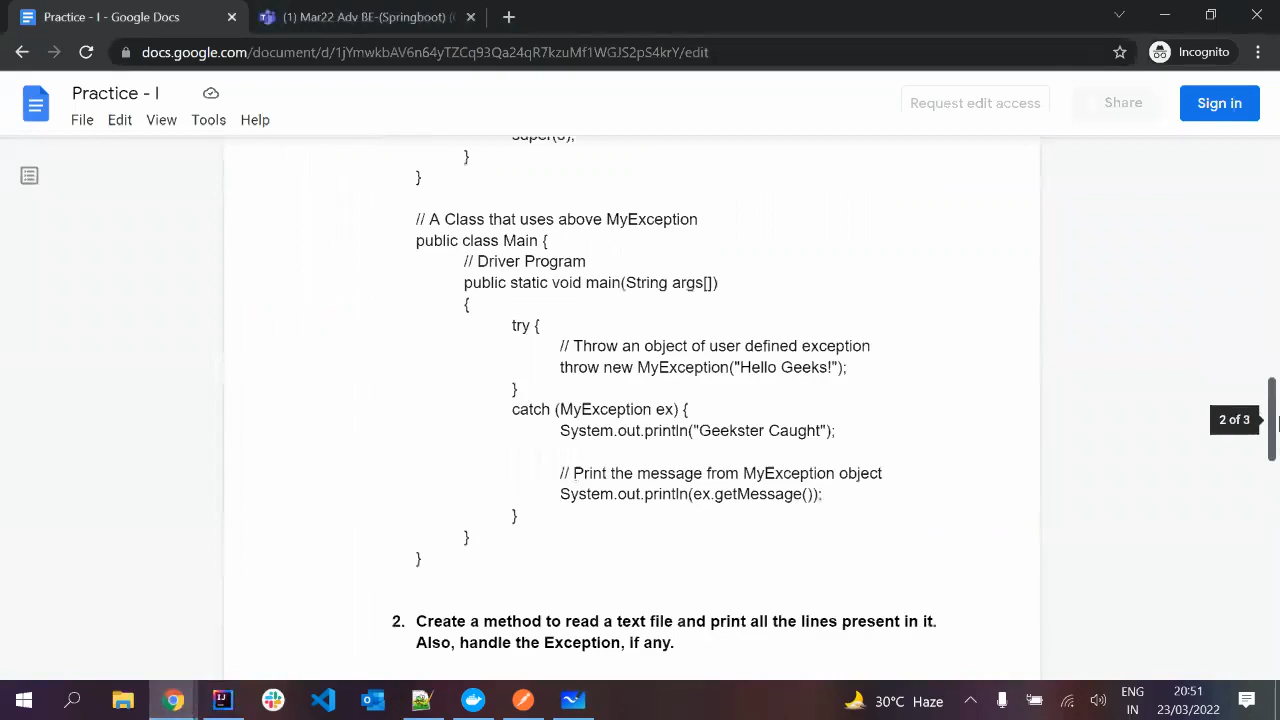 Practice - I - Google Docs
(1) Mar22 Adv BE-(Springboot) (
docs.google.com/document/d/1jYmwkbAV6n64yTZCq93Qa24qR7kzuMf1WGJS2pS4krY/edit
Incognito
Practice - I
File Edit View Tools Help
Request edit access
Share
Sign in
super(s);
}
}
// A Class that uses above MyException
public class Main {
// Driver Program
public static void main(String args[])
{
try {
// Throw an object of user defined exception
throw new MyException("Hello Geeks!");
}
catch (MyException ex) {
System.out.println("Geekster Caught");
// Print the message from MyException object
System.out.println(ex.getMessage());
}
}
}
2 of 3
2. Create a method to read a text file and print all the lines present in it.
Also, handle the Exception, if any.
30°C Haze
ENG
IN
20:51
23/03/2022